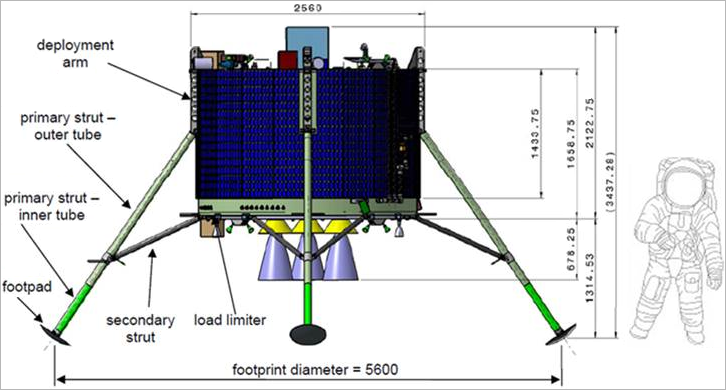 2560
deployment
arm
primary strut –
outer tube
primary strut –
inner tube
footpad
secondary
strut
load limiter
1433.75
1658.75
2122.75
(3437.28)
678.25
1314.53
footprint diameter = 5600